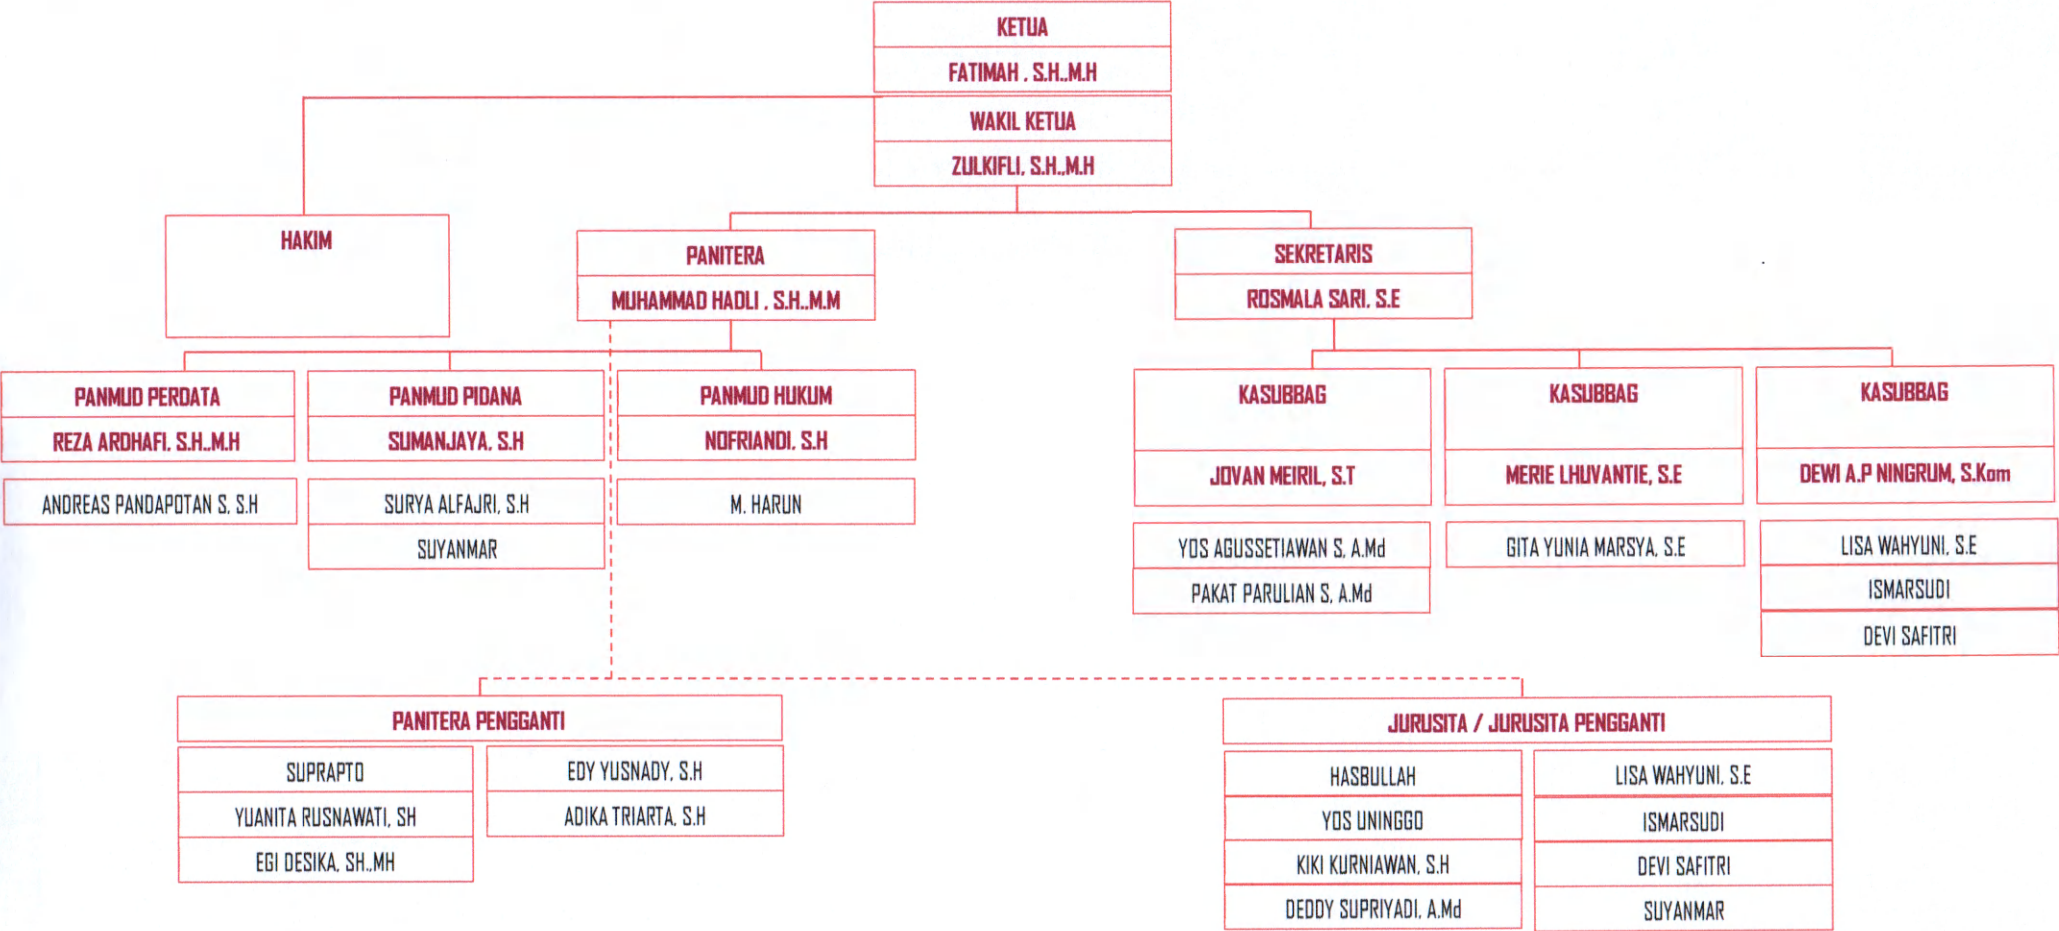 KETUA
FATIMAH . S.H.,M.H
WAKIL KETUA
ZULKIFLI, S.H.,M.H
HAKIM
PANITERA
MUHAMMAD HADLI . S.H.,M.M
SEKRETARIS
ROSMALA SARI. S.E
PANMUD PERDATA
REZA ARDHAFI. S.H.,M.H
ANDREAS PANDAPOTAN S. S.H
PANMUD PIDANA
SUMANJAYA, S.H
SURYA ALFAJRI, S.H
SUYANMAR
PANMUD HUKUM
NOFRIANDI. S.H
M. HARUN
KASUBBAG
JOVAN MEIRIL, S.T
YOS AGUSSETIAWAN S, A.Md
PAKAT PARULIAN S, A.Md
KASUBBAG
MERIE LHUVANTIE, S.E
GITA YUNIA MARSYA, S.E
KASUBBAG
DEWI A.P NINGRUM, S.Kom
LISA WAHYUNI, S.E
ISMARSUDI
DEVI SAFITRI
PANITERA PENGGANTI
SUPRAPTO
YUANITA RUSNAWATI, SH
EGI DESIKA, SH.,MH
EDY YUSNADY, S.H
ADIKA TRIARTA, S.H
JURUSITA / JURUSITA PENGGANTI
HASBULLAH
YOS UNINGGO
KIKI KURNIAWAN, S.H
DEDDY SUPRIYADI, A.Md
LISA WAHYUNI, S.E
ISMARSUDI
DEVI SAFITRI
SUYANMAR